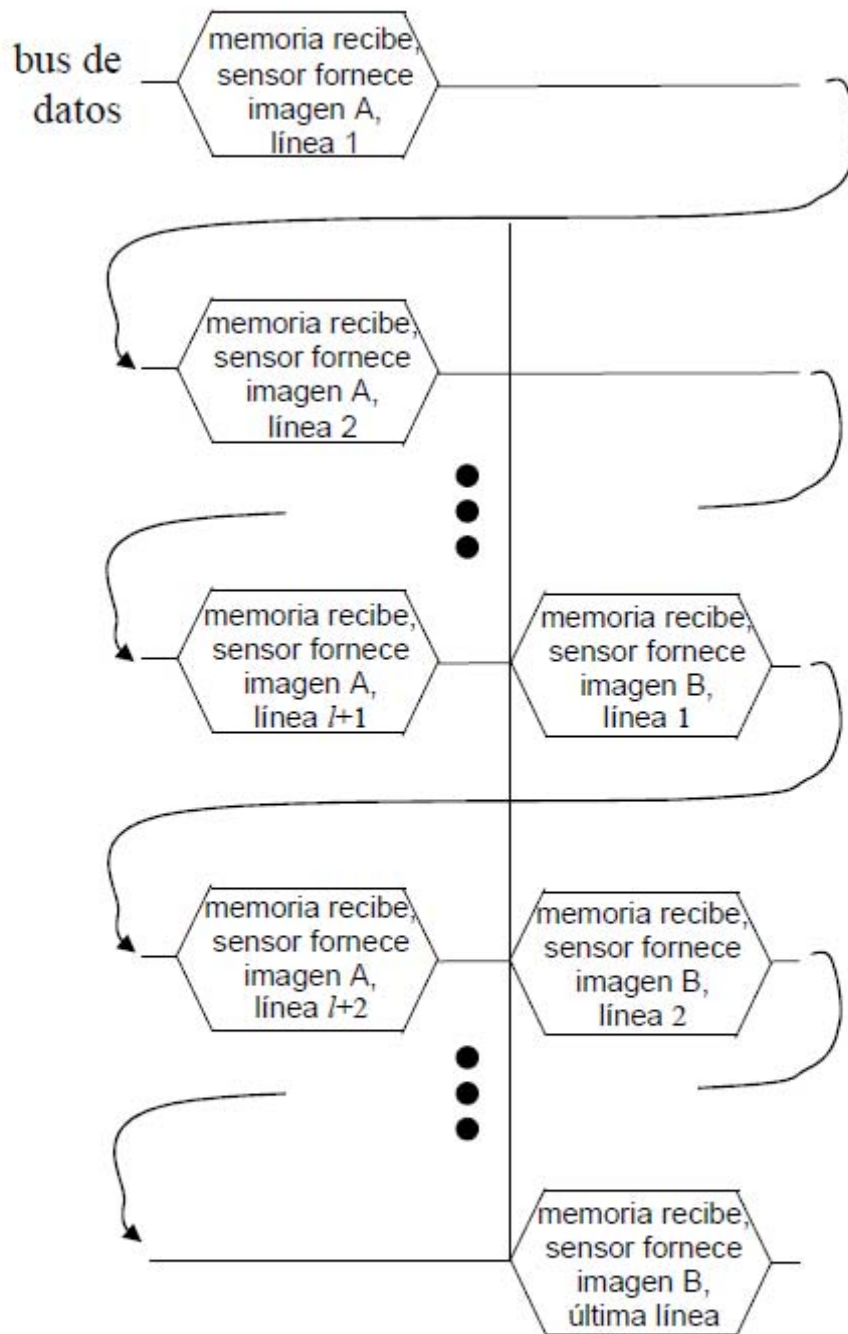 bus de
datos
memoria recibe,
sensor fornece
imagen A,
línea 1
memoria recibe,
sensor fornece
imagen A,
línea 2
memoria recibe,
sensor fornece
imagen A,
línea l+1
memoria recibe,
sensor fornece
imagen B,
línea 1
memoria recibe,
sensor fornece
imagen A,
línea l+2
memoria recibe,
sensor fornece
imagen B,
línea 2
memoria recibe,
sensor fornece
imagen B,
última línea